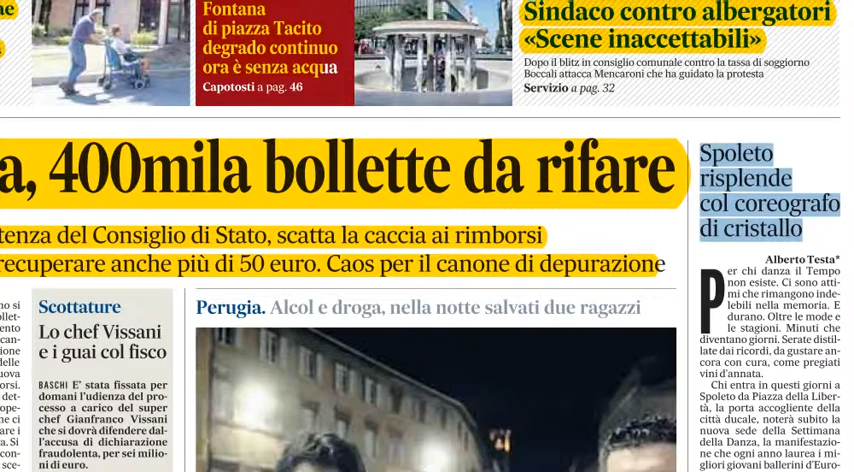 Fontana
di piazza Tacito
degrado continuo
ora è senza acqua
Capotosti a pag. 46
Sindaco contro albergatori
«Scene inaccettabili»
Dopo il blitz in consiglio comunale contro la tassa di soggiorno
Boccali attacca Mencaroni che ha guidato la protesta
Servizio a pag. 32
a, 400mila bollette da rifare
tenza del Consiglio di Stato, scatta la caccia ai rimborsi
recuperare anche più di 50 euro. Caos per il canone di depurazione
Scottature
Lo chef Vissani
e i guai col fisco
BASCHI E' stata fissata per
domani l'udienza del pro-
cesso a carico del super
chef Gianfranco Vissani
che si dovrà difendere dal-
l'accusa di dichiarazione
fraudolenta, per sei milio-
ni di euro.
Perugia. Alcol e droga, nella notte salvati due ragazzi
Spoleto
risplende
col coreografo
di cristallo
Alberto Testa*
Per chi danza il Tempo
non esiste. Ci sono atti-
mi che rimangono inde-
lebili nella memoria. E
durano. Oltre le mode e
le stagioni. Minuti che
diventano giorni. Serate distil-
late dai ricordi, da gustare an-
cora con cura, come pregiati
vini d'annata.
Chi entra in questi giorni a
Spoleto da Piazza della Liber-
tà, la porta accogliente della
città ducale, noterà subito la
nuova sede della Settimana
della Danza, la manifestazio-
ne che ogni anno laurea i mi-
gliori giovani ballerini d'Euro-